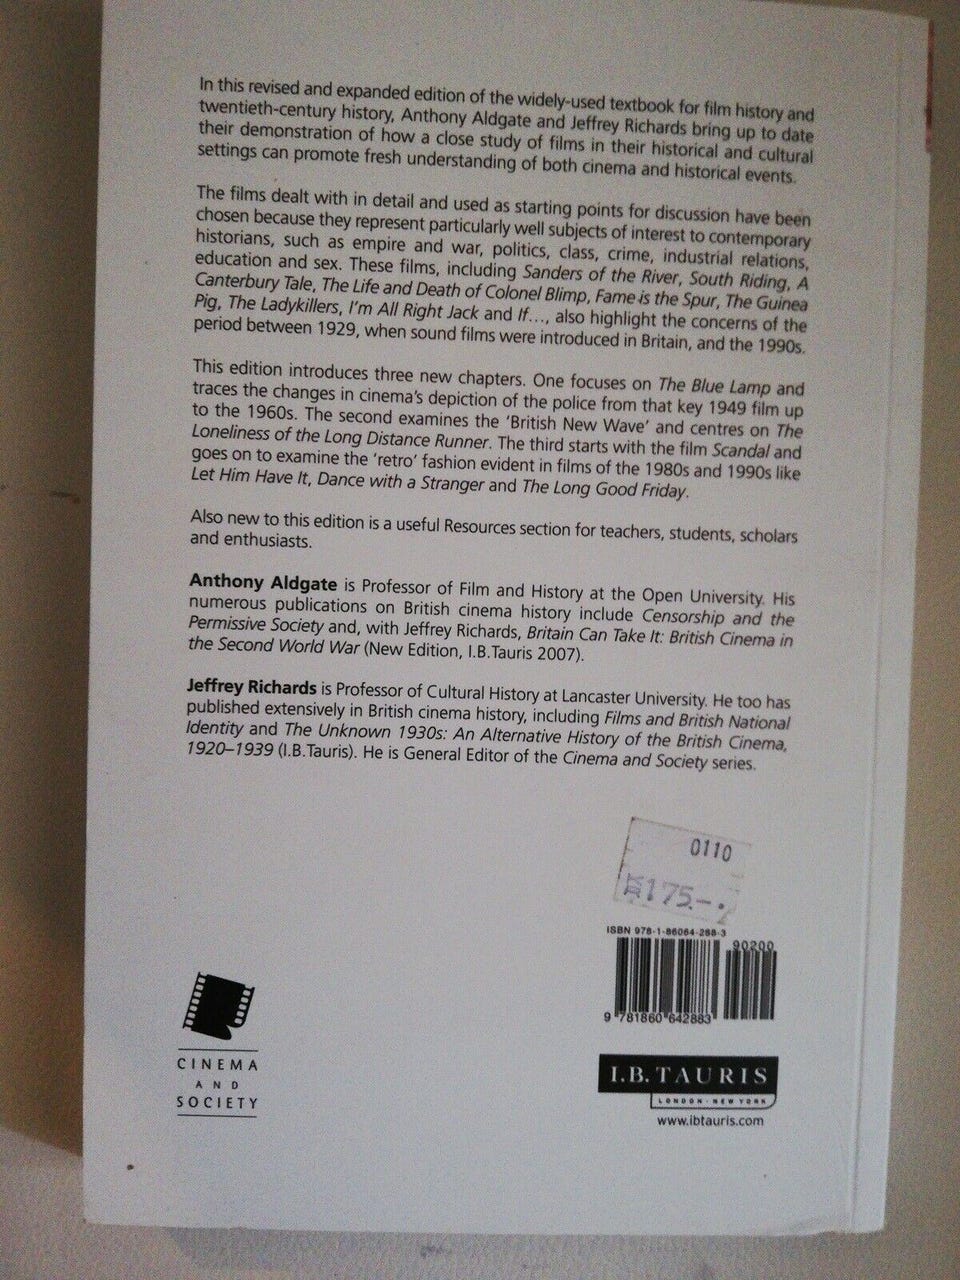 In this revised and expanded edition of the widely-used textbook for film history and
twentieth-century history, Anthony Aldgate and Jeffrey Richards bring up to date
their demonstration of how a close study of films in their historical and cultural
settings can promote fresh understanding of both cinema and historical events.
The films dealt with in detail and used as starting points for discussion have been
chosen because they represent particularly well subjects of interest to contemporary
historians, such as empire and war, politics, class, crime, industrial relations,
education and sex. These films, including Sanders of the River, South Riding, A
Canterbury Tale, The Life and Death of Colonel Blimp, Fame is the Spur, The Guinea
Pig, The Ladykillers, I'm All Right Jack and If..., also highlight the concerns of the
period between 1929, when sound films were introduced in Britain, and the 1990s.
This edition introduces three new chapters. One focuses on The Blue Lamp and
traces the changes in cinema's depiction of the police from that key 1949 film up
to the 1960s. The second examines the 'British New Wave' and centres on The
Loneliness of the Long Distance Runner. The third starts with the film Scandal and
goes on to examine the 'retro' fashion evident in films of the 1980s and 1990s like
Let Him Have It, Dance with a Stranger and The Long Good Friday.
Also new to this edition is a useful Resources section for teachers, students, scholars
and enthusiasts.
Anthony Aldgate is Professor of Film and History at the Open University. His
numerous publications on British cinema history include Censorship and the
Permissive Society and, with Jeffrey Richards, Britain Can Take It: British Cinema in
the Second World War (New Edition, I.B.Tauris 2007).
Jeffrey Richards is Professor of Cultural History at Lancaster University. He too has
published extensively in British cinema history, including Films and British National
Identity and The Unknown 1930s: An Alternative History of the British Cinema,
1920–1939 (I.B.Tauris). He is General Editor of the Cinema and Society series.
0110
175.-
ISBN 978-1-86064-288-3
90200
9 781860 642883
CINEMA
AND
SOCIETY
I.B. TAURIS
LONDON · NEW YORK
www.ibtauris.com